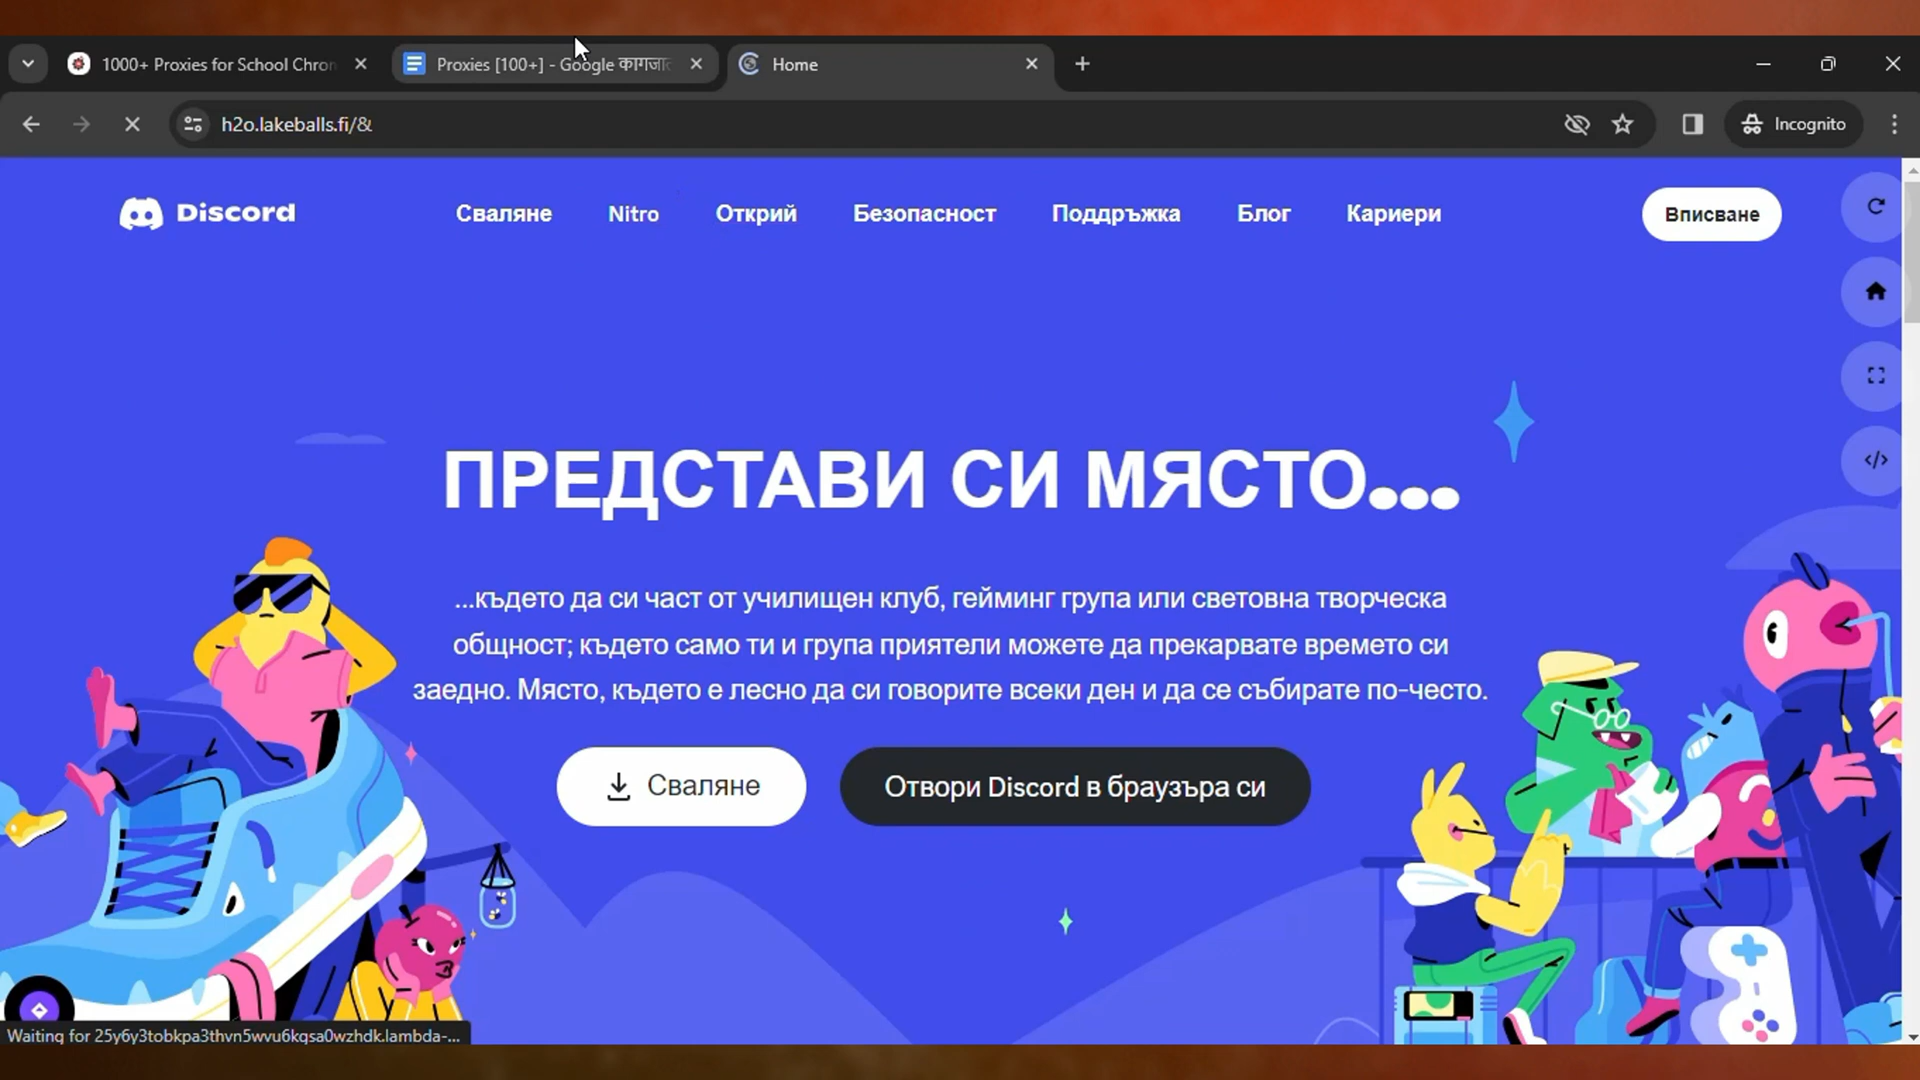 1000+ Proxies for School Chron
Proxies [100+] - Google कागजात
Home
h2o.lakeballs.fi/&
Incognito
Discord
Сваляне
Nitro
Открий
Безопасност
Поддръжка
Блог
Кариери
Вписване
ПРЕДСТАВИ СИ МЯСТО...
...където да си част от училищен клуб, гейминг група или световна творческа
общност; където само ти и група приятели можете да прекарвате времето си
заедно. Място, където е лесно да си говорите всеки ден и да се събирате по-често.
Сваляне
Отвори Discord в браузъра си
Waiting for 25y6y3tobkpa3thvn5wvu6kqsa0wzhdk.lambda-...